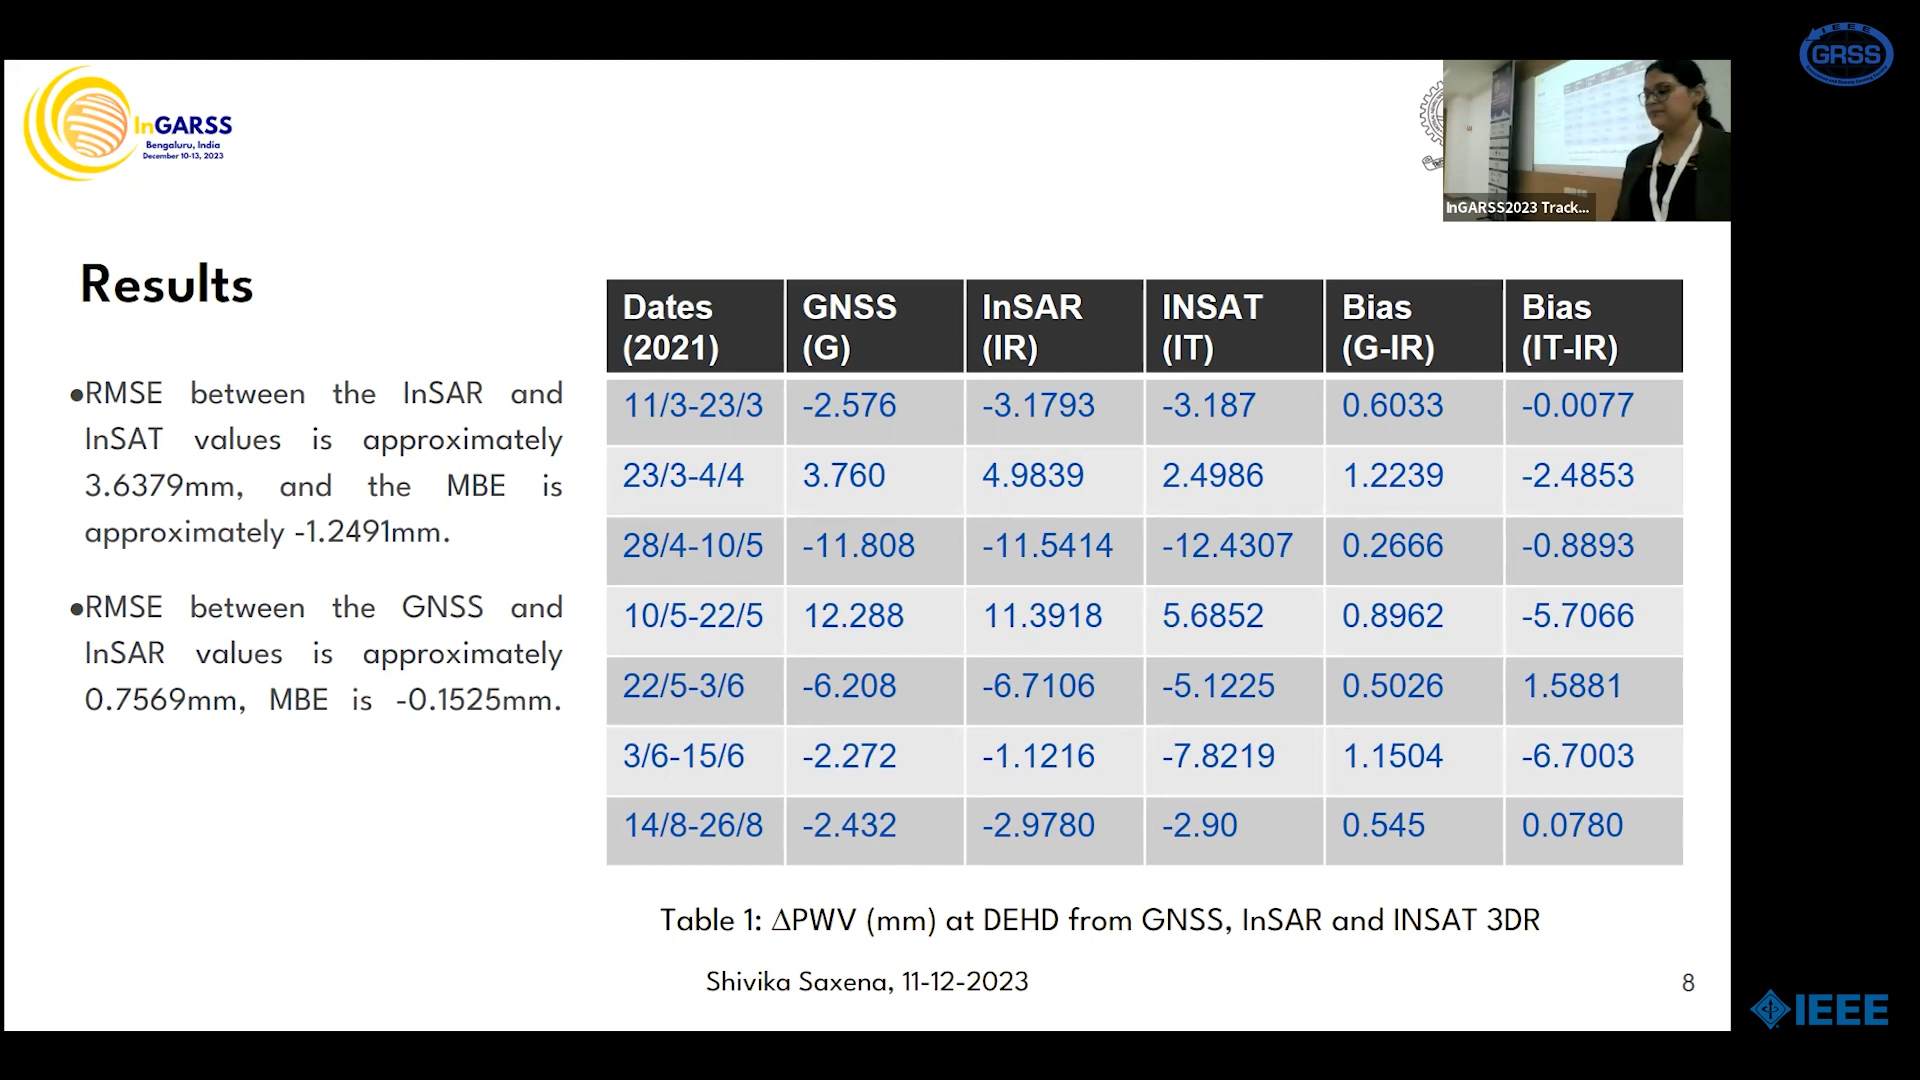 IEEE
GRSS
InGARSS
Bengaluru, India
December 10-13, 2023
InGARSS2023 Track...
Results
●RMSE between the InSAR and
InSAT values is approximately
3.6379mm, and the MBE is
approximately -1.2491mm.
●RMSE between the GNSS and
InSAR values is approximately
0.7569mm, MBE is -0.1525mm.
Dates (2021) GNSS (G) InSAR (IR) INSAT (IT) Bias (G-IR) Bias (IT-IR)
11/3-23/3 -2.576 -3.1793 -3.187 0.6033 -0.0077
23/3-4/4 3.760 4.9839 2.4986 1.2239 -2.4853
28/4-10/5 -11.808 -11.5414 -12.4307 0.2666 -0.8893
10/5-22/5 12.288 11.3918 5.6852 0.8962 -5.7066
22/5-3/6 -6.208 -6.7106 -5.1225 0.5026 1.5881
3/6-15/6 -2.272 -1.1216 -7.8219 1.1504 -6.7003
14/8-26/8 -2.432 -2.9780 -2.90 0.545 0.0780
Table 1: ΔPWV (mm) at DEHD from GNSS, InSAR and INSAT 3DR
Shivika Saxena, 11-12-2023
8
IEEE